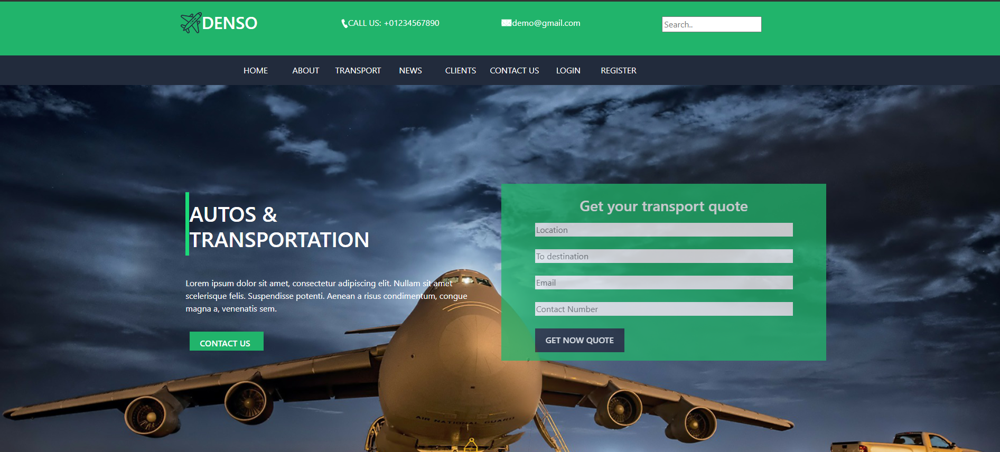 DENSO
CALL US: +01234567890
demo@gmail.com
Search..
HOME ABOUT TRANSPORT NEWS CLIENTS CONTACT US LOGIN REGISTER
AUTOS &
TRANSPORTATION
Lorem ipsum dolor sit amet, consectetur adipiscing elit. Nullam sit amet
scelerisque felis. Suspendisse potenti. Aenean a risus condimentum, congue
magna a, venenatis sem.
CONTACT US
Get your transport quote
Location
To destination
Email
Contact Number
GET NOW QUOTE
AIR NATIONAL GUARD